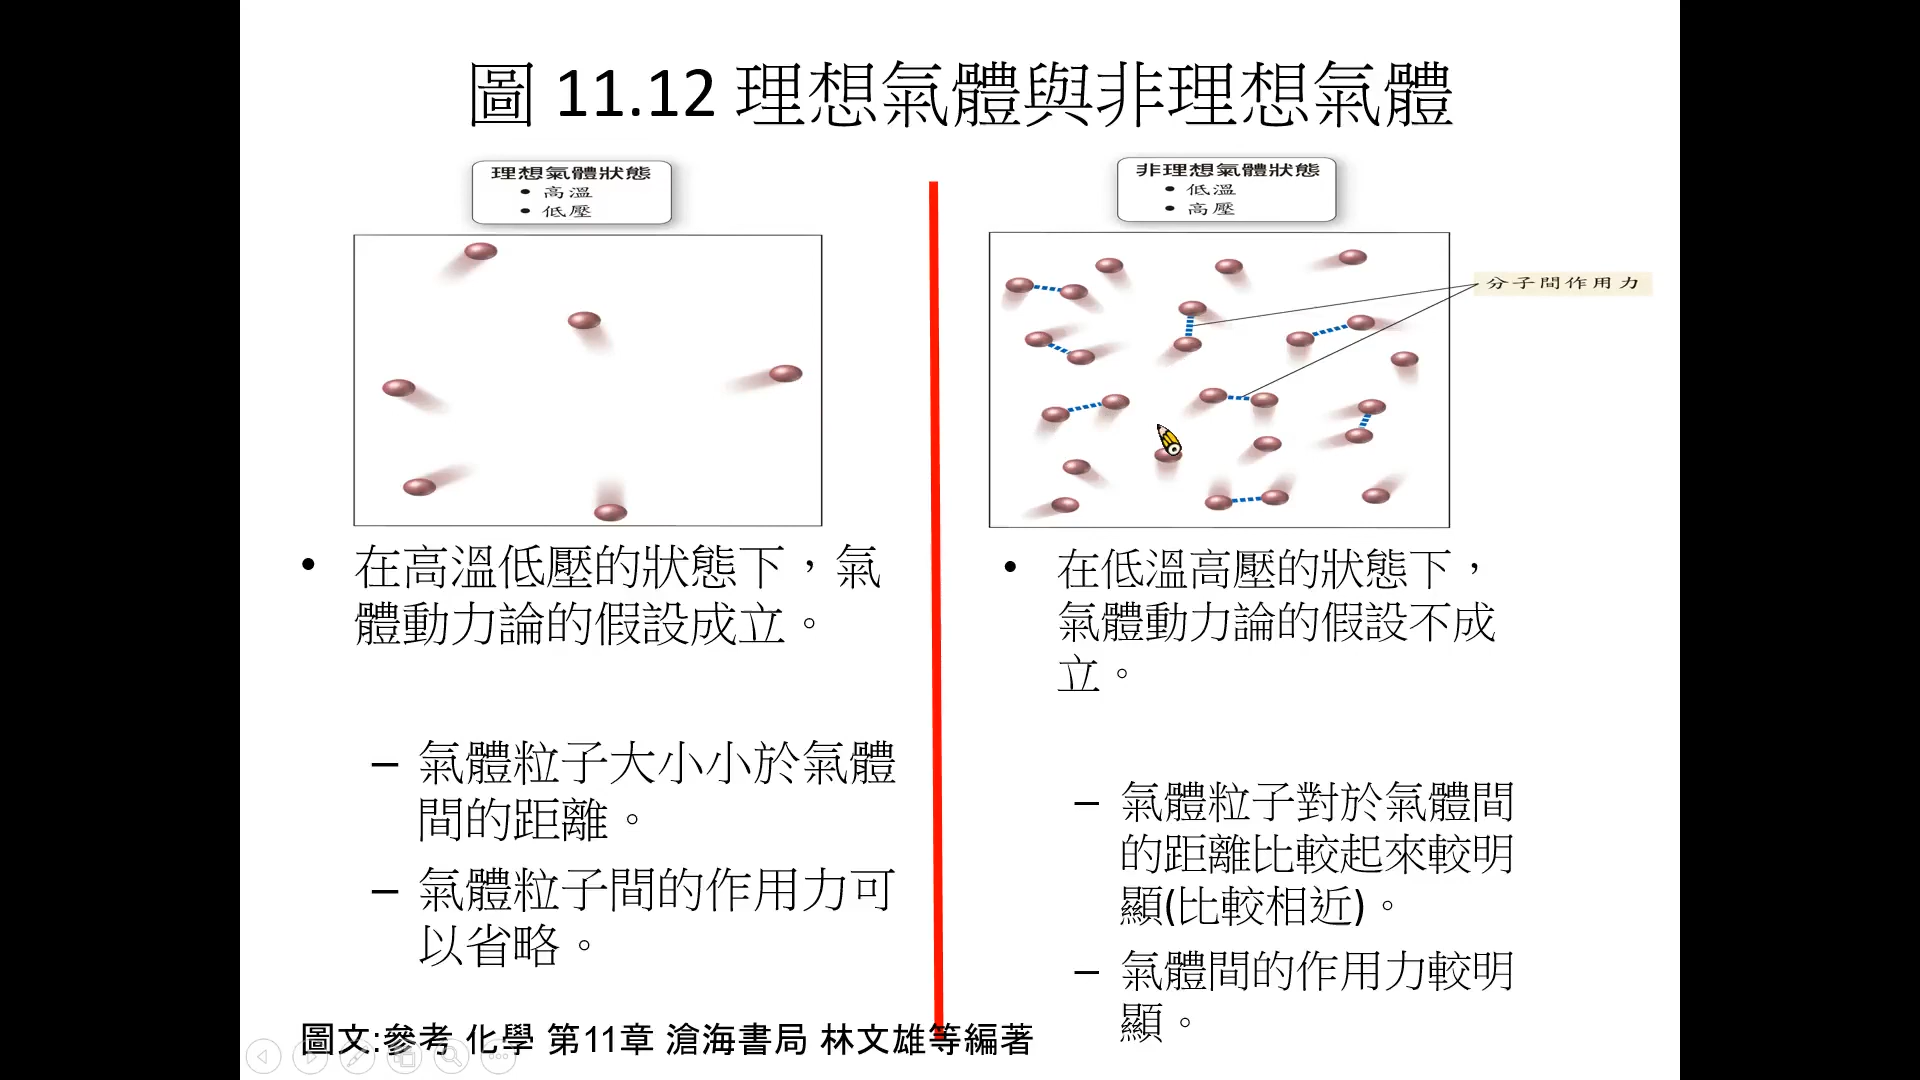 圖 11.12 理想氣體與非理想氣體
理想氣體狀態
• 高溫
• 低壓
非理想氣體狀態
• 低溫
• 高壓
分子間作用力
• 在高溫低壓的狀態下，氣
體動力論的假設成立。
– 氣體粒子大小小於氣體
間的距離。
– 氣體粒子間的作用力可
以省略。
• 在低溫高壓的狀態下，
氣體動力論的假設不成
立。
– 氣體粒子對於氣體間
的距離比較起來較明
顯(比較相近)。
– 氣體間的作用力較明
顯。
圖文:參考 化學 第11章 滄海書局 林文雄等編著